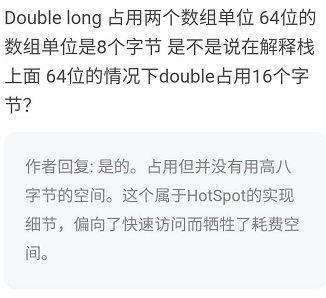 Double long 占用两个数组单位 64位的
数组单位是8个字节 是不是说在解释栈
上面 64位的情况下double占用16个字
节？
作者回复: 是的。占用但并没有用高八
字节的空间。这个属于HotSpot的实现
细节，偏向了快速访问而牺牲了耗费空
间。